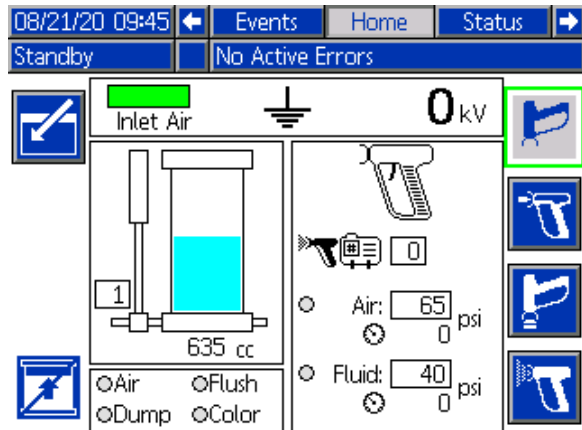 08/21/20 09:45 Events Home Status
Standby No Active Errors
Inlet Air 0 kV
# 0
1
Air: 65 psi
0
635 cc
Fluid: 40 psi
0
Air Flush
Dump Color